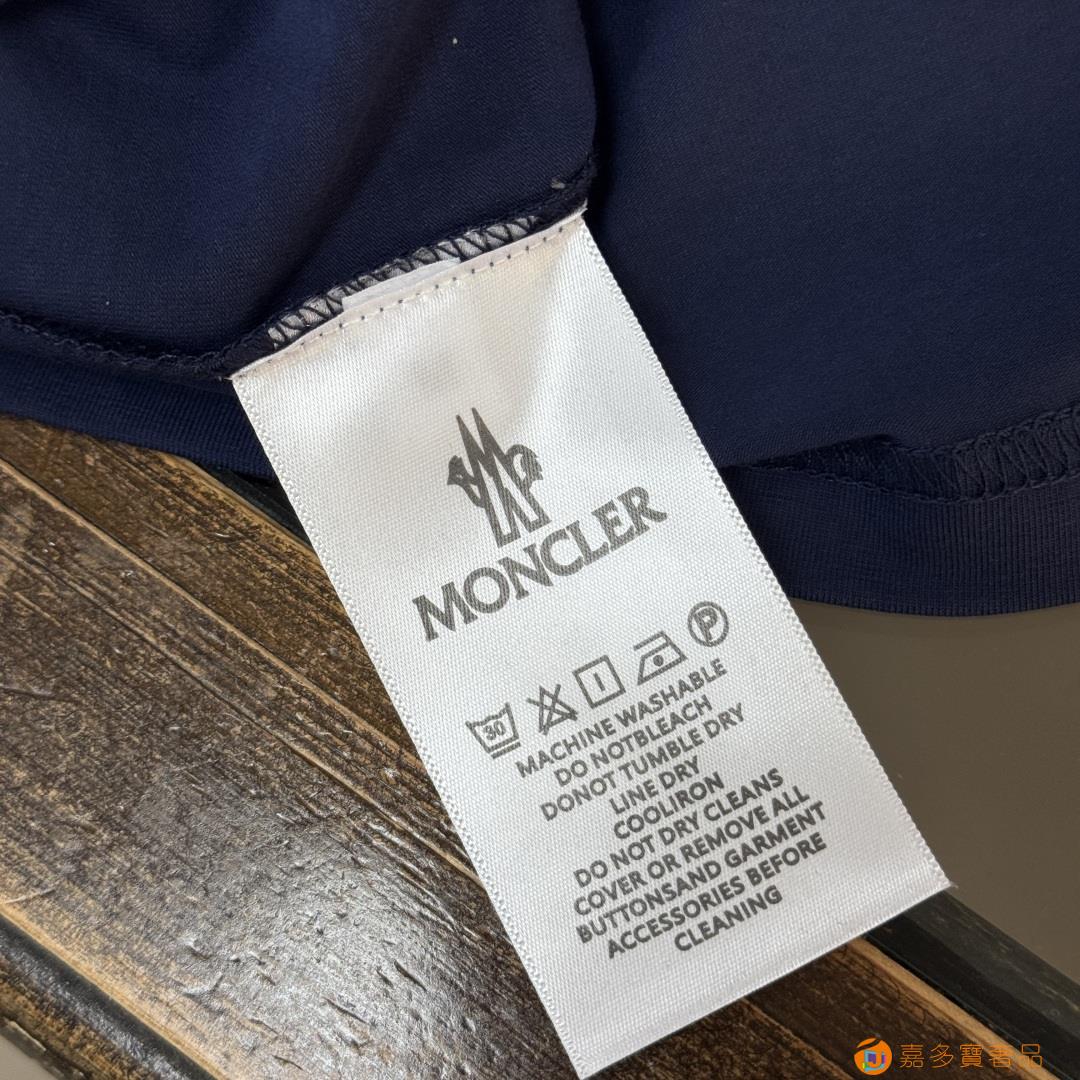 MONCLER
30
P
MACHINE WASHABLE
DO NOTBLEACH
DONOT TUMBLE DRY
LINE DRY
COOLIRON
DO NOT DRY CLEANS
COVER OR REMOVE ALL
BUTTONSAND GARMENT
ACCESSORIES BEFORE
CLEANING
嘉多寶奢品